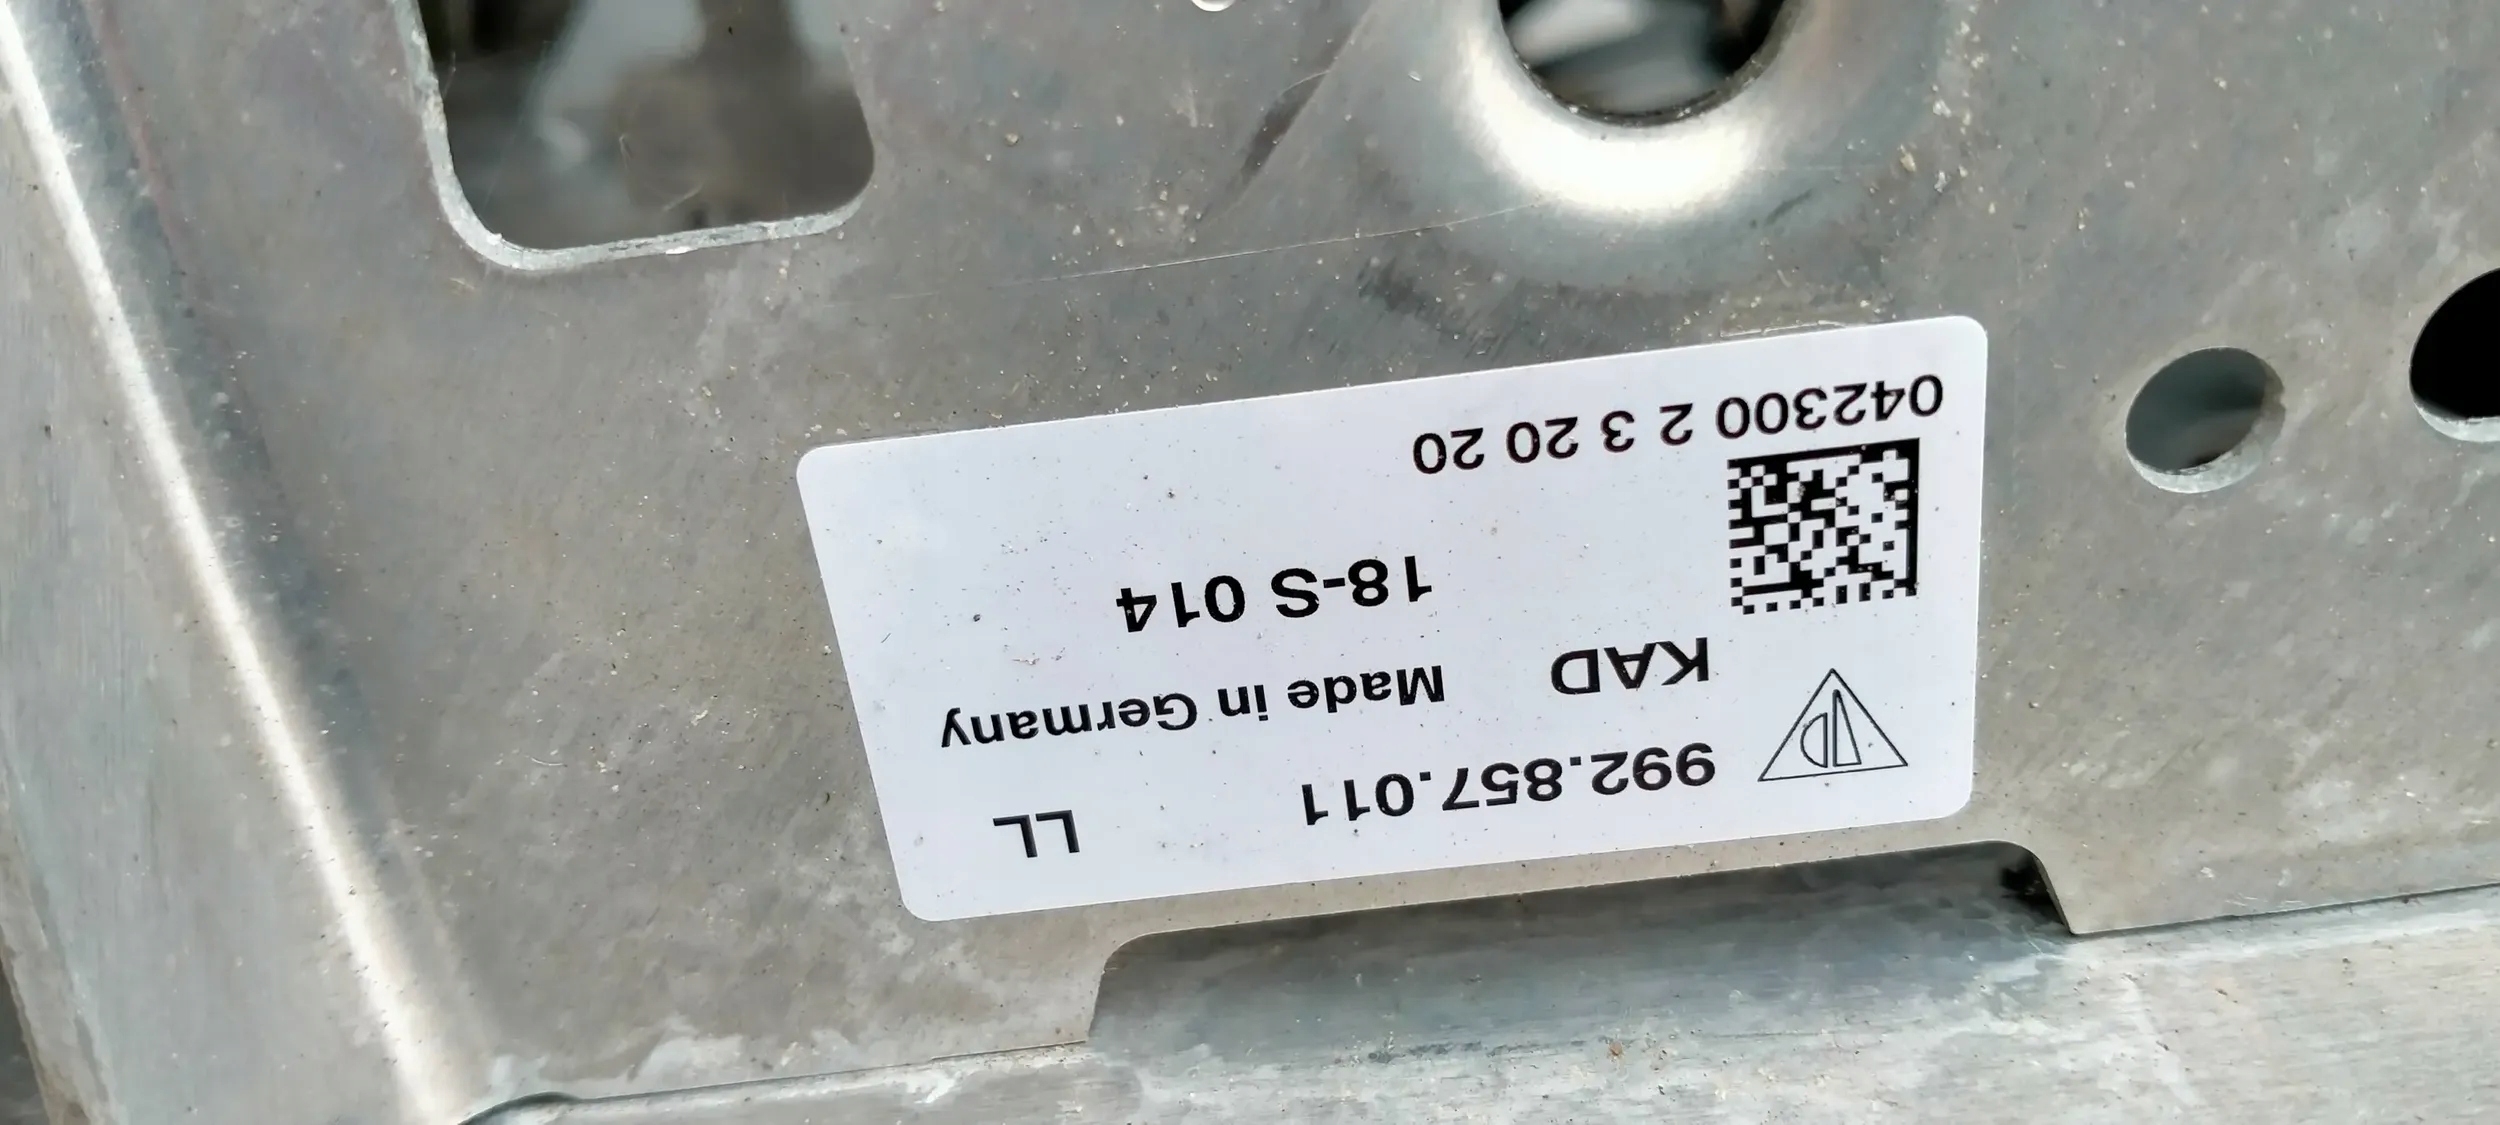 992.857.011 LL
KAD Made in Germany
18-S 014
042300 2 3 20 20